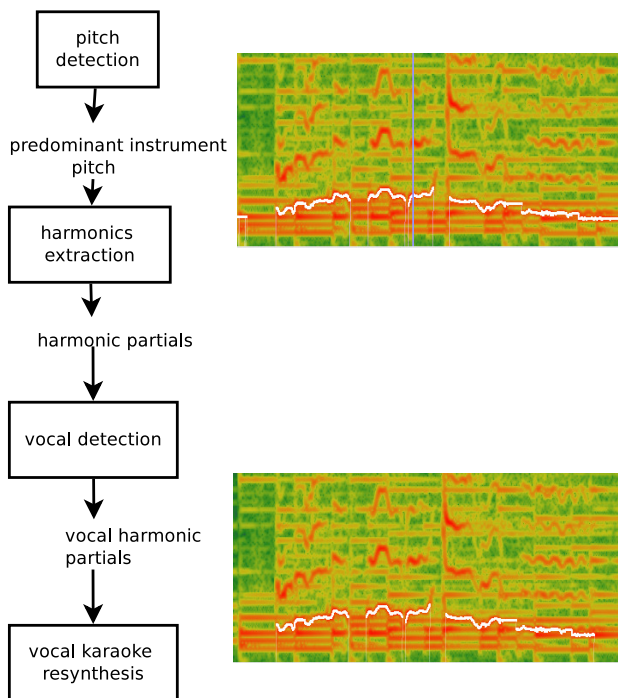 pitch
detection
predominant instrument
pitch
harmonics
extraction
harmonic partials
vocal detection
vocal harmonic
partials
vocal karaoke
resynthesis